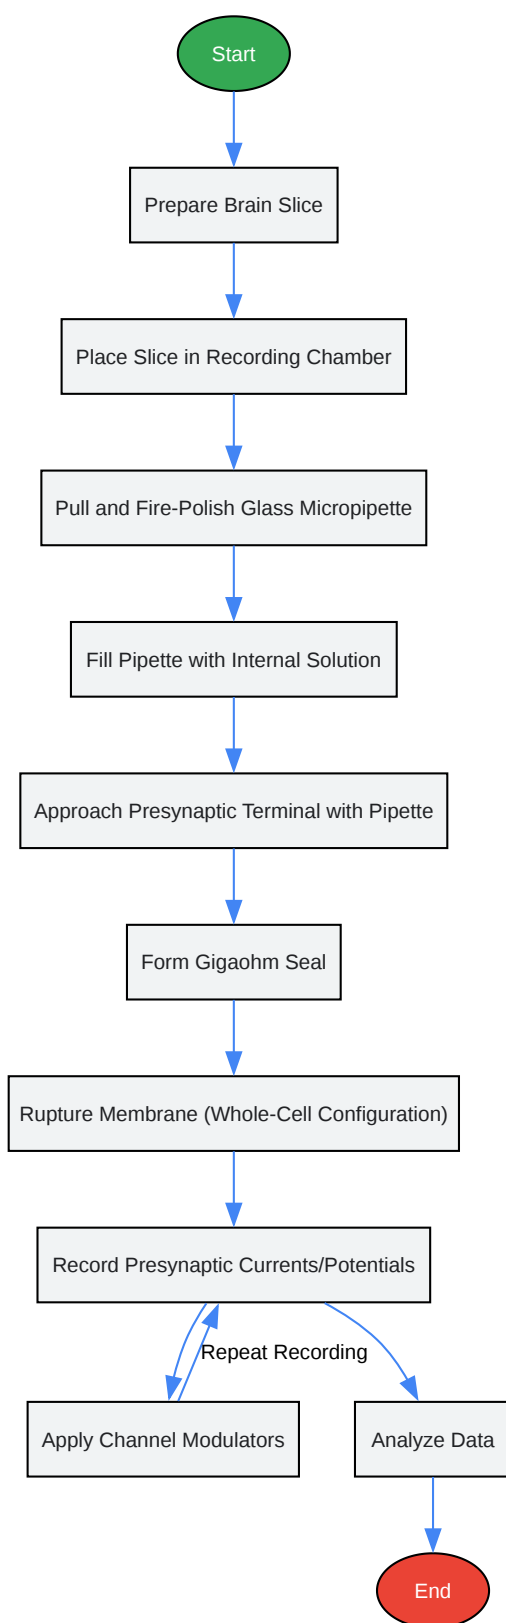 Start
Prepare Brain Slice
Place Slice in Recording Chamber
Pull and Fire-Polish Glass Micropipette
Fill Pipette with Internal Solution
Approach Presynaptic Terminal with Pipette
Form Gigaohm Seal
Rupture Membrane (Whole-Cell Configuration)
Record Presynaptic Currents/Potentials
Repeat Recording
Apply Channel Modulators
Analyze Data
End